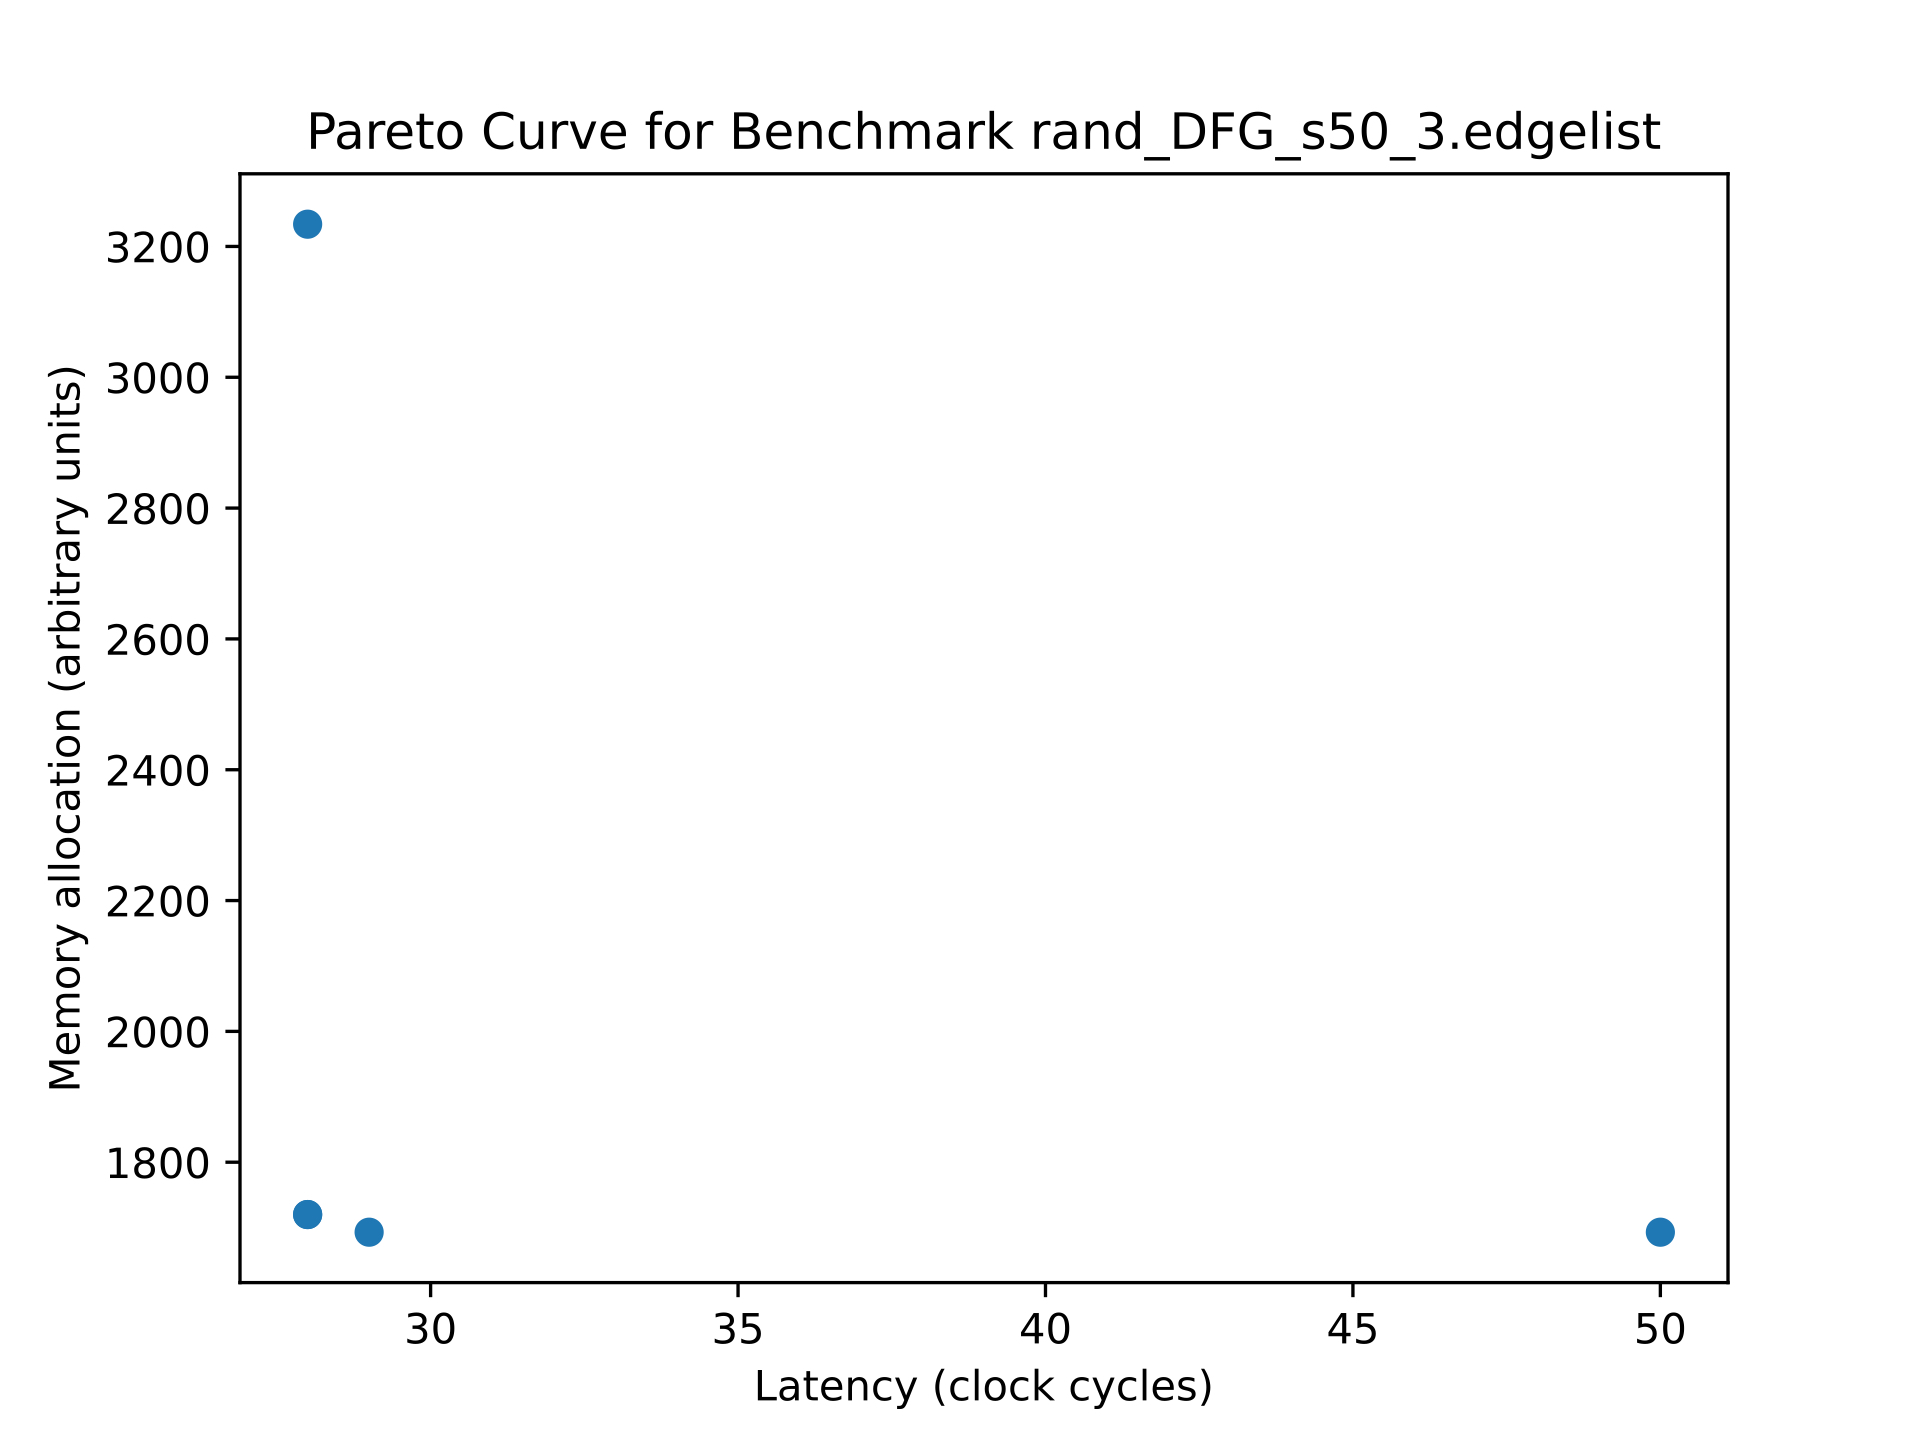 Pareto Curve for Benchmark rand_DFG_s50_3.edgelist
Memory allocation (arbitrary units)
3200
3000
2800
2600
2400
2200
2000
1800
30 35 40 45 50
Latency (clock cycles)